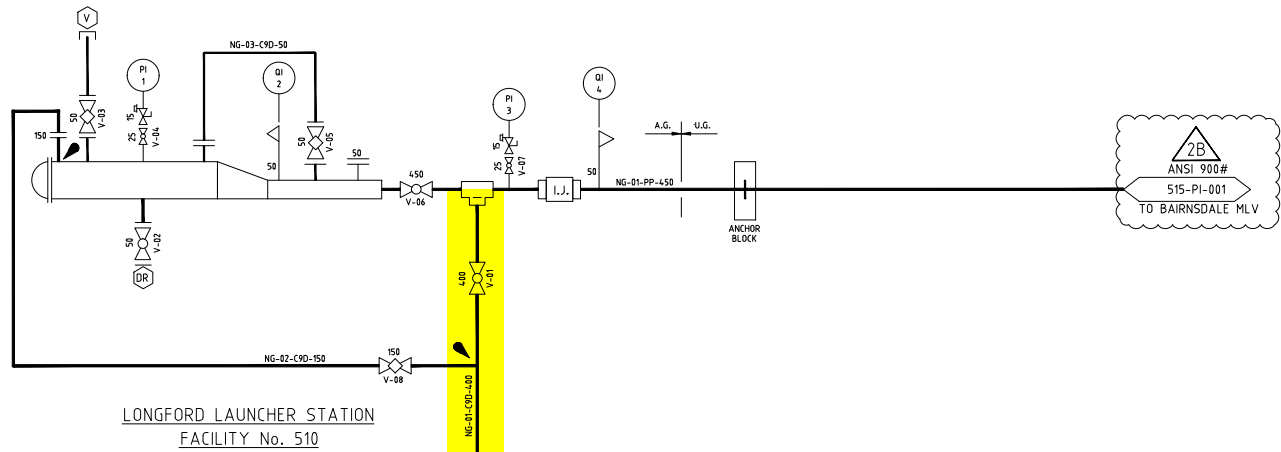 V
NG-03-C9D-50
PI
1
QI
2
QI
4
PI
3
50
V-03
15
25
V-04
50
V-05
50
50
150
15
25
V-07
50
A.G.
U.G.
2B
ANSI 900#
515-PI-001
TO BAIRNSDALE MLV
450
V-06
I.J.
NG-01-PP-450
ANCHOR
BLOCK
50
V-02
DR
400
V-01
NG-02-C9D-150
150
V-08
NG-01-C9D-400
LONGFORD LAUNCHER STATION
FACILITY No. 510